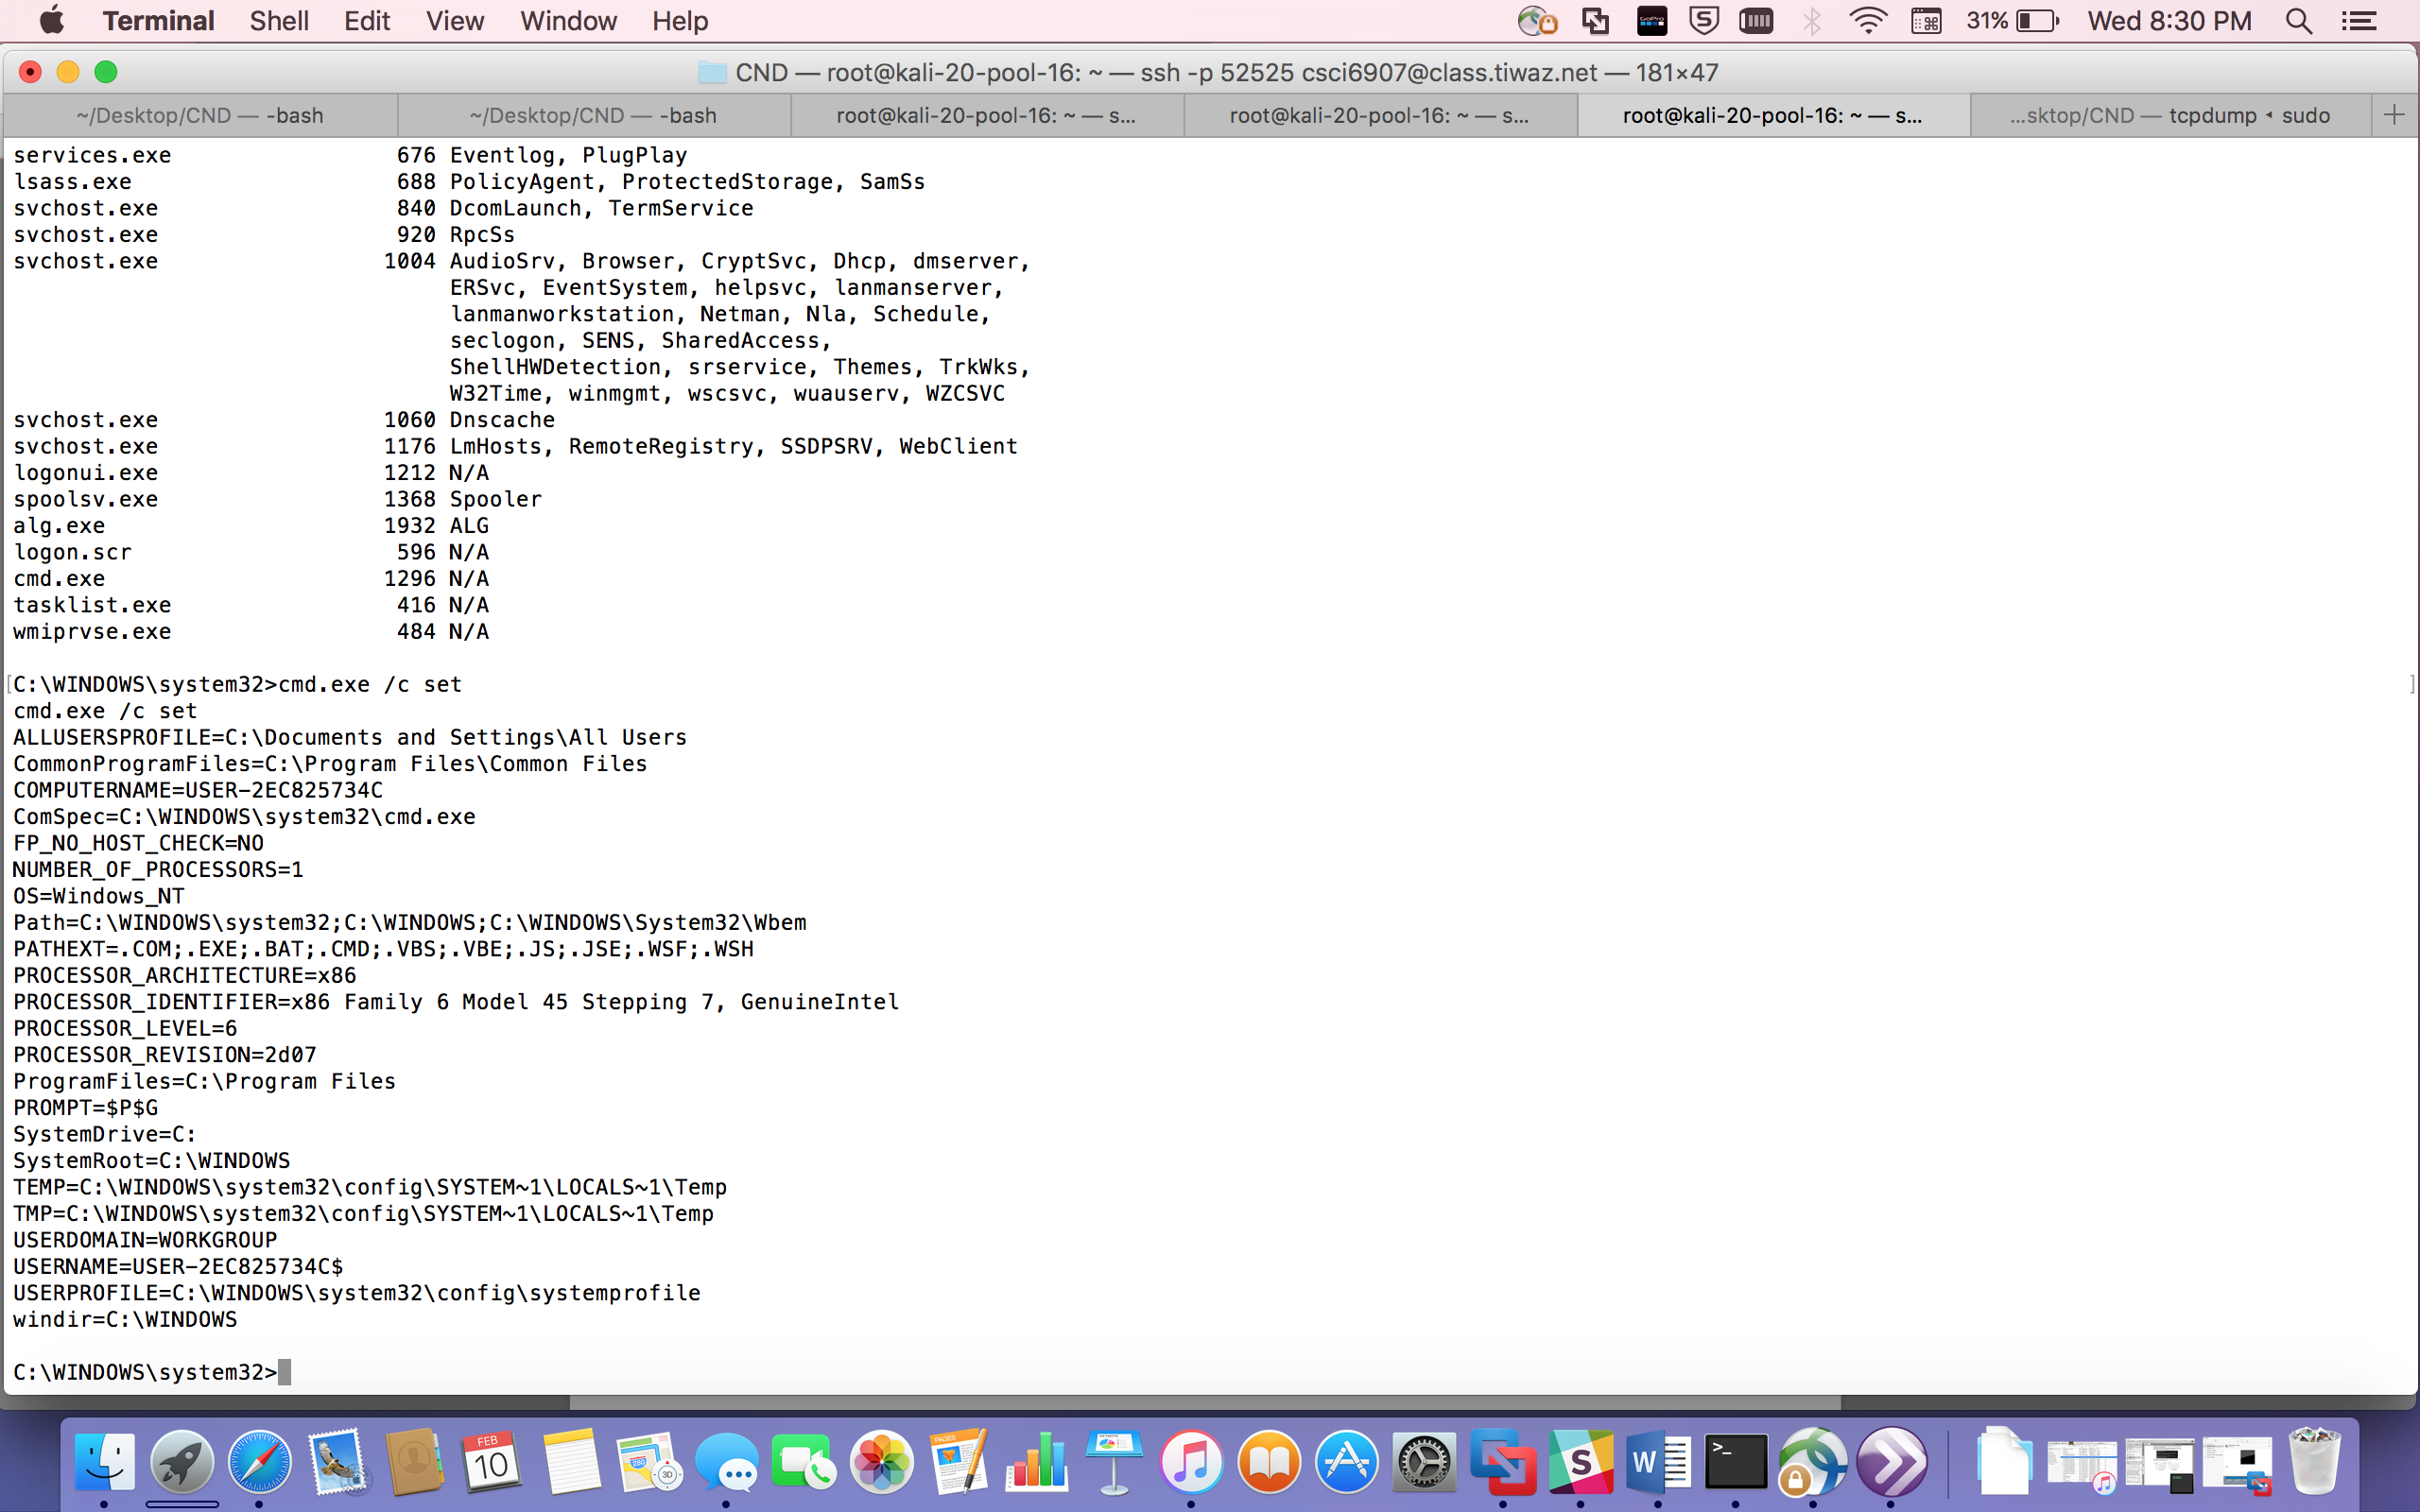 Terminal Shell Edit View Window Help 31% Wed 8:30 PM
CND — root@kali-20-pool-16: ~ — ssh -p 52525 csci6907@class.tiwaz.net — 181×47
~/Desktop/CND — -bash ~/Desktop/CND — -bash root@kali-20-pool-16: ~ — s... root@kali-20-pool-16: ~ — s... root@kali-20-pool-16: ~ — s... ...sktop/CND — tcpdump ◂ sudo
services.exe 676 Eventlog, PlugPlay
lsass.exe 688 PolicyAgent, ProtectedStorage, SamSs
svchost.exe 840 DcomLaunch, TermService
svchost.exe 920 RpcSs
svchost.exe 1004 AudioSrv, Browser, CryptSvc, Dhcp, dmserver,
ERSvc, EventSystem, helpsvc, lanmanserver,
lanmanworkstation, Netman, Nla, Schedule,
seclogon, SENS, SharedAccess,
ShellHWDetection, srservice, Themes, TrkWks,
W32Time, winmgmt, wscsvc, wuauserv, WZCSVC
svchost.exe 1060 Dnscache
svchost.exe 1176 LmHosts, RemoteRegistry, SSDPSRV, WebClient
logonui.exe 1212 N/A
spoolsv.exe 1368 Spooler
alg.exe 1932 ALG
logon.scr 596 N/A
cmd.exe 1296 N/A
tasklist.exe 416 N/A
wmiprvse.exe 484 N/A
[C:\WINDOWS\system32>cmd.exe /c set ]
cmd.exe /c set
ALLUSERSPROFILE=C:\Documents and Settings\All Users
CommonProgramFiles=C:\Program Files\Common Files
COMPUTERNAME=USER-2EC825734C
ComSpec=C:\WINDOWS\system32\cmd.exe
FP_NO_HOST_CHECK=NO
NUMBER_OF_PROCESSORS=1
OS=Windows_NT
Path=C:\WINDOWS\system32;C:\WINDOWS;C:\WINDOWS\System32\Wbem
PATHEXT=.COM;.EXE;.BAT;.CMD;.VBS;.VBE;.JS;.JSE;.WSF;.WSH
PROCESSOR_ARCHITECTURE=x86
PROCESSOR_IDENTIFIER=x86 Family 6 Model 45 Stepping 7, GenuineIntel
PROCESSOR_LEVEL=6
PROCESSOR_REVISION=2d07
ProgramFiles=C:\Program Files
PROMPT=$P$G
SystemDrive=C:
SystemRoot=C:\WINDOWS
TEMP=C:\WINDOWS\system32\config\SYSTEM~1\LOCALS~1\Temp
TMP=C:\WINDOWS\system32\config\SYSTEM~1\LOCALS~1\Temp
USERDOMAIN=WORKGROUP
USERNAME=USER-2EC825734C$
USERPROFILE=C:\WINDOWS\system32\config\systemprofile
windir=C:\WINDOWS
C:\WINDOWS\system32>
FEB
10
280
3D
PAGES
S
W
>_